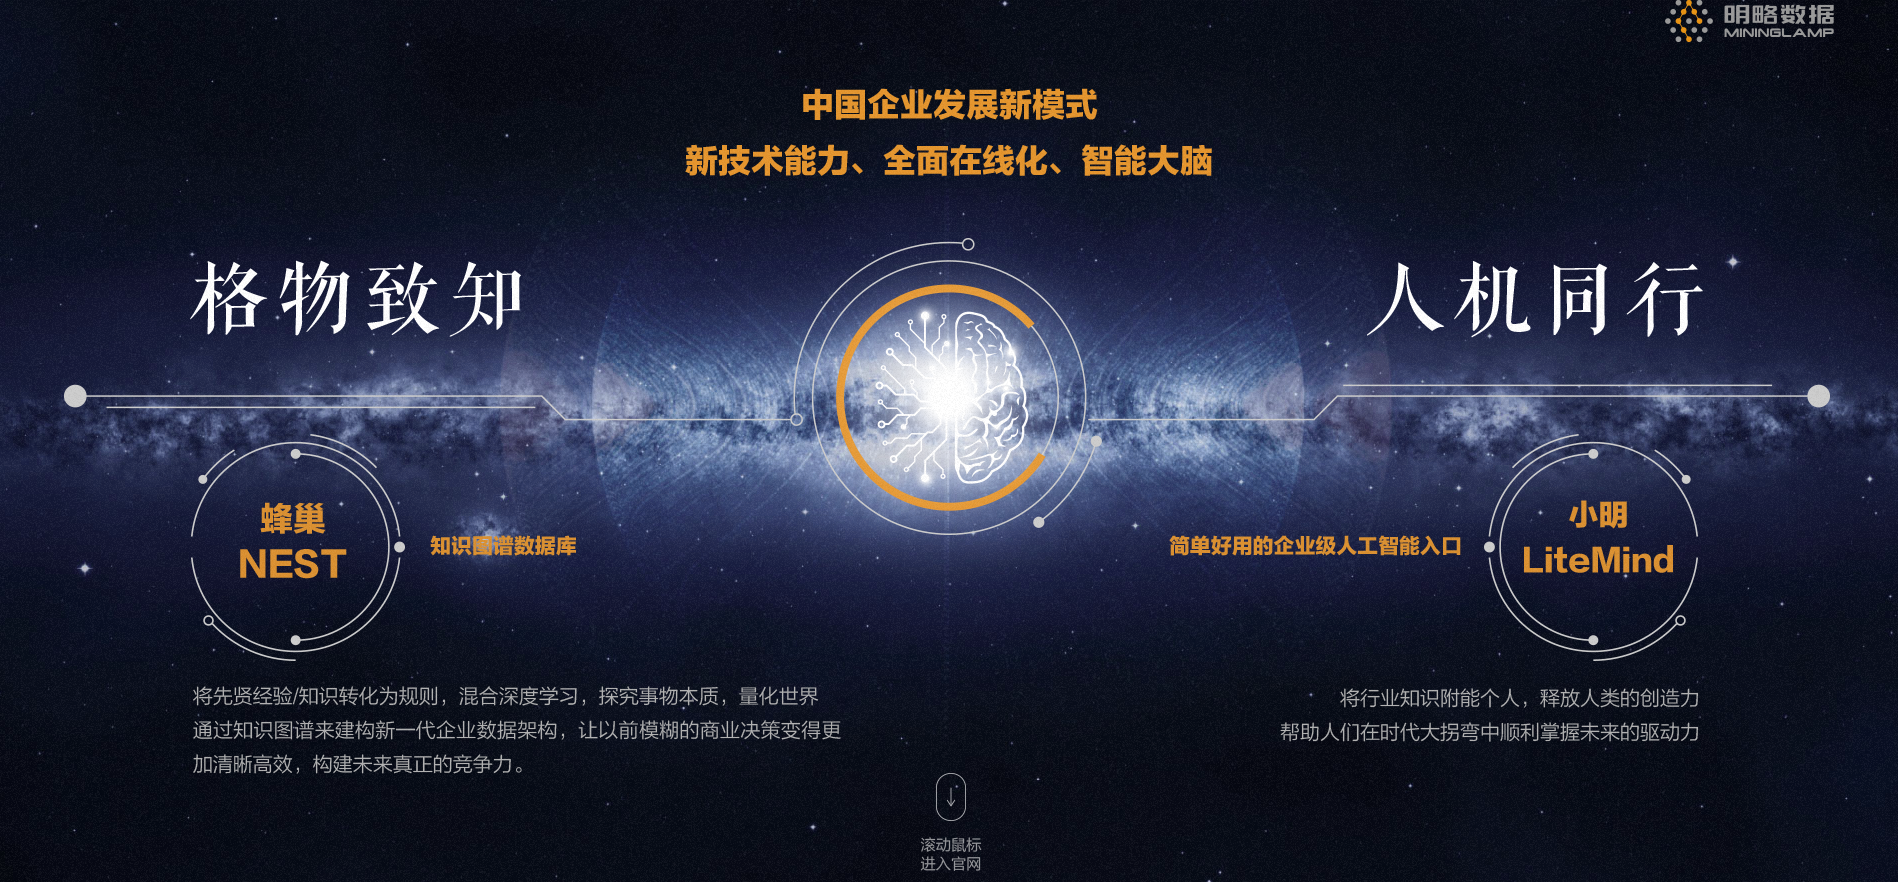 明略数据
MININGLAMP
中国企业发展新模式
新技术能力、全面在线化、智能大脑
格物致知
人机同行
蜂巢
NEST
知识图谱数据库
简单好用的企业级人工智能入口
小明
LiteMind
将先贤经验/知识转化为规则，混合深度学习，探究事物本质，量化世界
通过知识图谱来建构新一代企业数据架构，让以前模糊的商业决策变得更
加清晰高效，构建未来真正的竞争力。
将行业知识附能个人，释放人类的创造力
帮助人们在时代大拐弯中顺利掌握未来的驱动力
滚动鼠标
进入官网